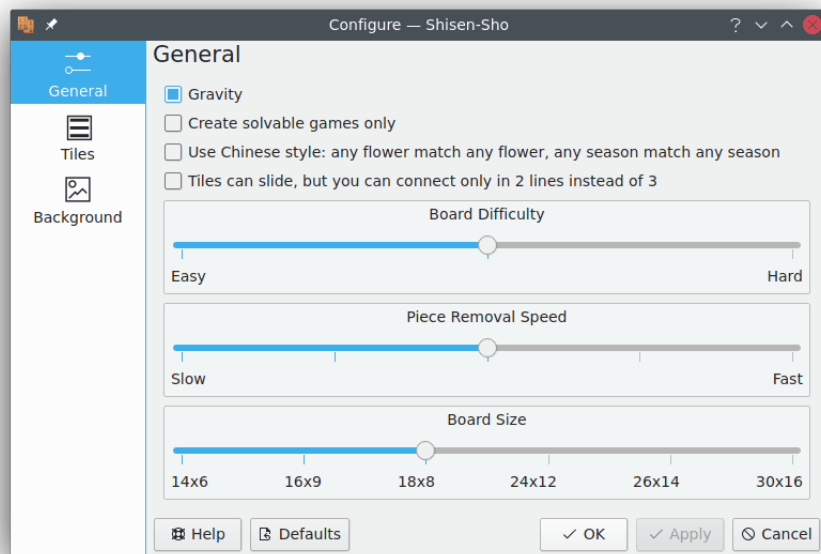 Configure — Shisen-Sho
General
General
Tiles
Background
Gravity
Create solvable games only
Use Chinese style: any flower match any flower, any season match any season
Tiles can slide, but you can connect only in 2 lines instead of 3
Board Difficulty
Easy Hard
Piece Removal Speed
Slow Fast
Board Size
14x6 16x9 18x8 24x12 26x14 30x16
Help Defaults OK Apply Cancel